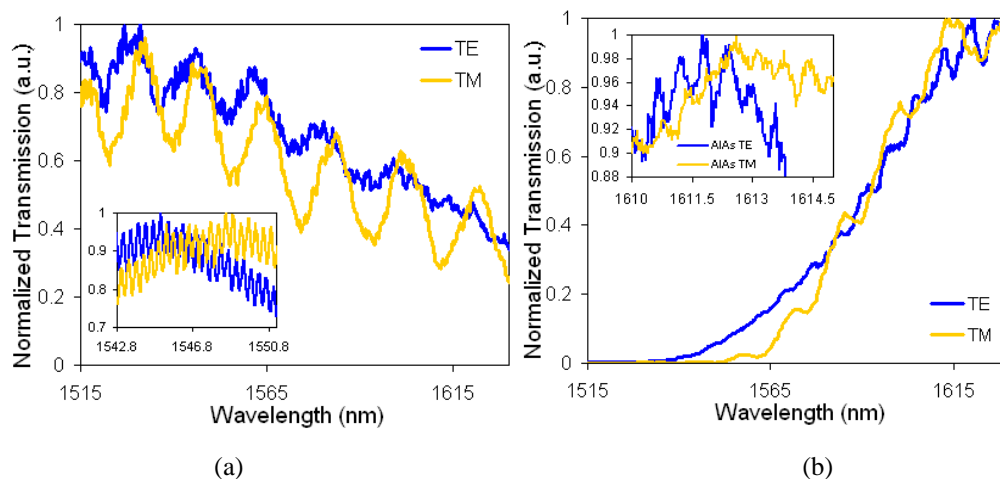 Normalized Transmission (a.u.)
1
0.8
0.6
0.4
0.2
0
TE
TM
1
0.9
0.8
0.7
1542.8 1546.8 1550.8
1515 1565 1615
Wavelength (nm)
(a)
Normalized Transmission (a.u.)
1
0.8
0.6
0.4
0.2
0
1
0.98
0.96
0.94
0.92
0.9
0.88
AlAs TE
AlAs TM
1610 1611.5 1613 1614.5
TE
TM
1515 1565 1615
Wavelength (nm)
(b)